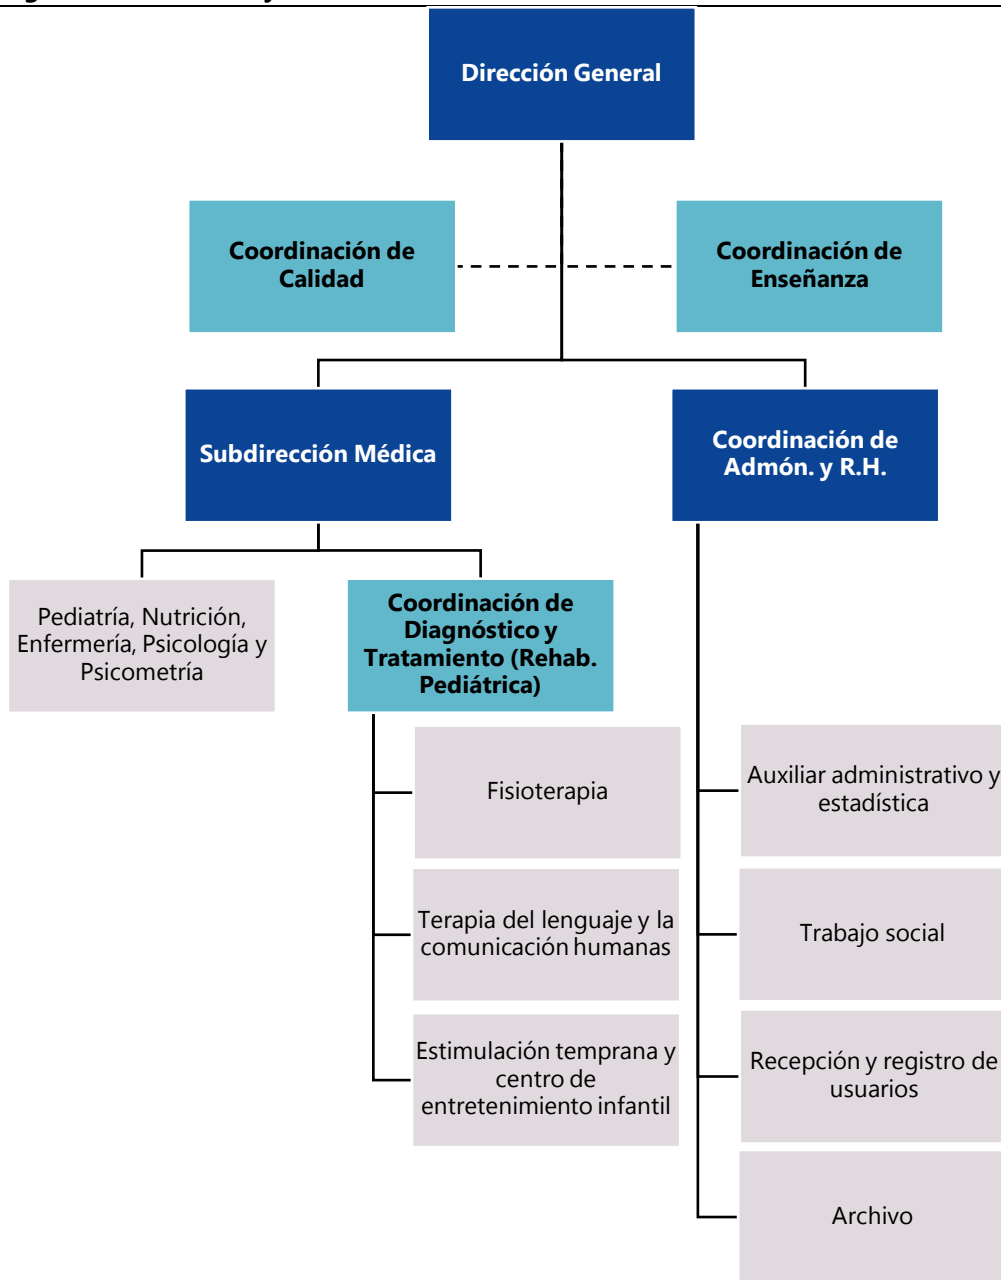 Dirección General
Coordinación de
Calidad
Coordinación de
Enseñanza
Subdirección Médica
Coordinación de
Admón. y R.H.
Pediatría, Nutrición,
Enfermería, Psicología y
Psicometría
Coordinación de
Diagnóstico y
Tratamiento (Rehab.
Pediátrica)
Fisioterapia
Terapia del lenguaje y la
comunicación humanas
Estimulación temprana y
centro de
entretenimiento infantil
Auxiliar administrativo y
estadística
Trabajo social
Recepción y registro de
usuarios
Archivo